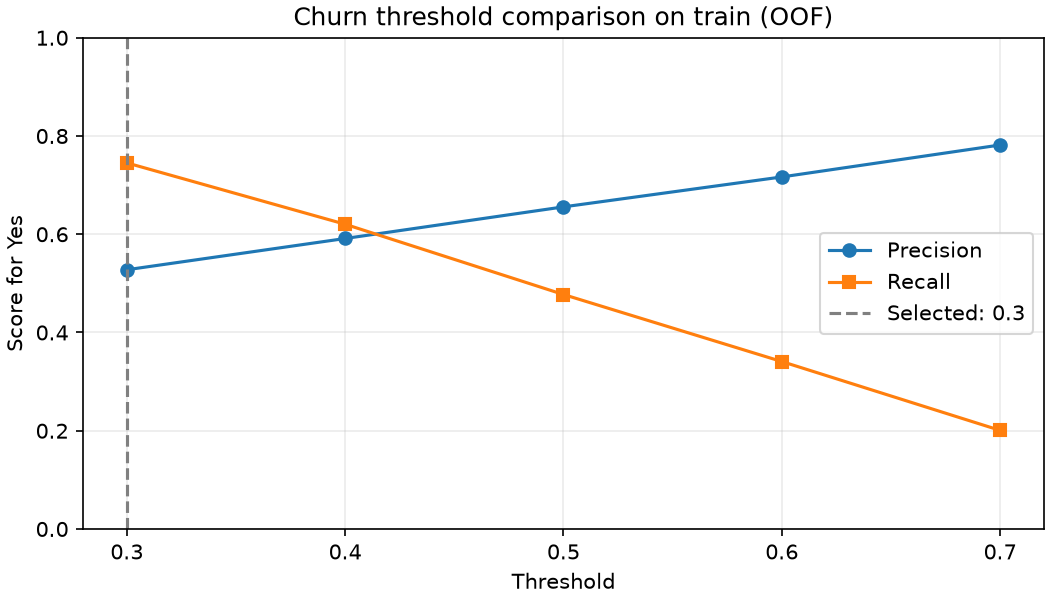 Churn threshold comparison on train (OOF)
1.0
0.8
0.6
0.4
0.2
0.0
Score for Yes
Precision
Recall
Selected: 0.3
0.3 0.4 0.5 0.6 0.7
Threshold